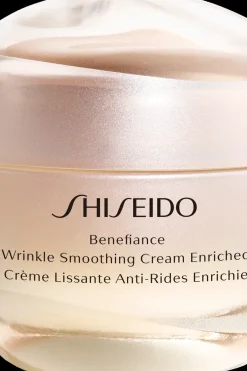 SHISEIDO
Benefiance
Wrinkle Smoothing Cream Enriched
Crème Lissante Anti-Rides Enrichie